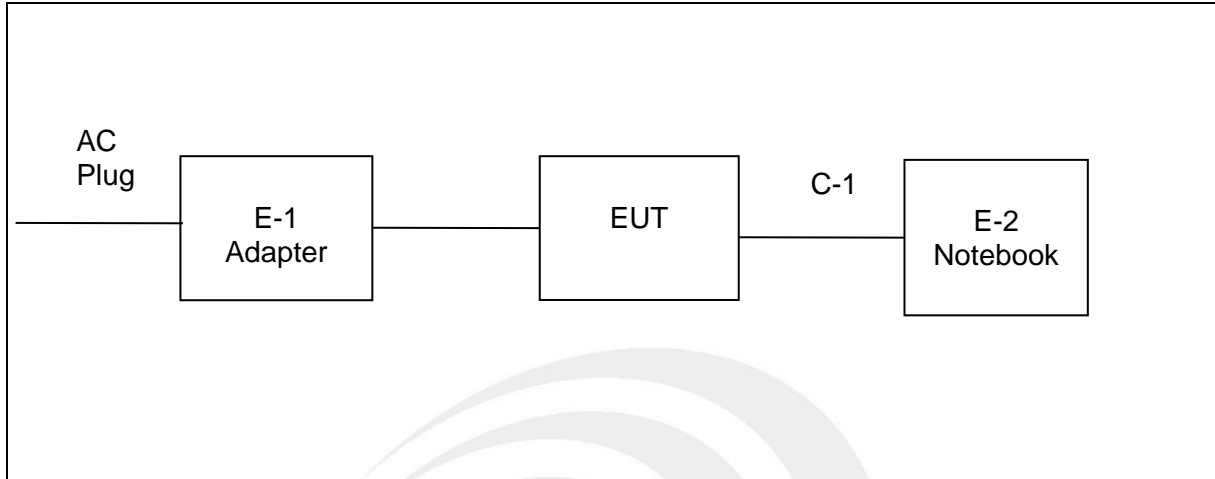 AC
Plug
E-1
Adapter
EUT
C-1
E-2
Notebook